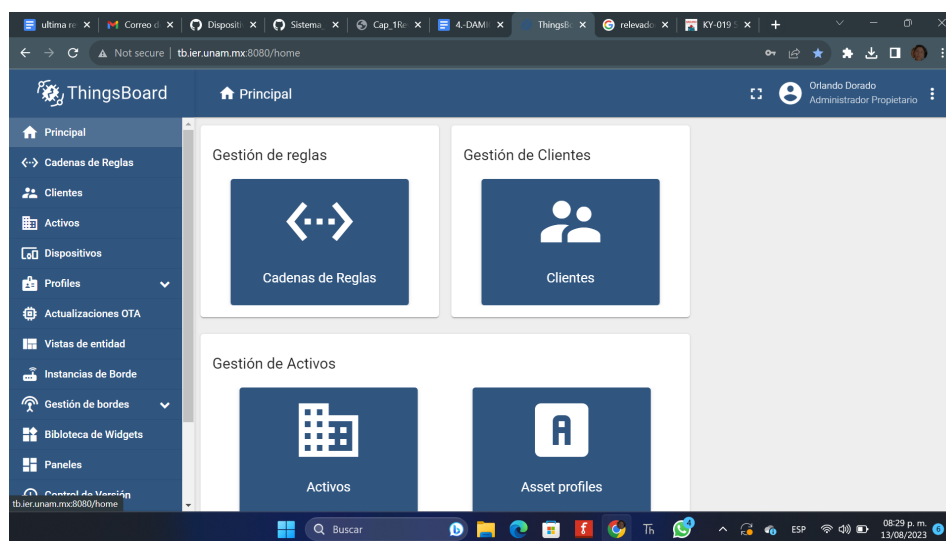 ultima re
Correo d
Dispositi
Sistema_
Cap_1Re
4.-DAMI
ThingsB
relevado
KY-019 S
Not secure | tb.ier.unam.mx:8080/home
ThingsBoard
Principal
Orlando Dorado
Administrador Propietario
Principal
Cadenas de Reglas
Clientes
Activos
Dispositivos
Profiles
Actualizaciones OTA
Vistas de entidad
Instancias de Borde
Gestión de bordes
Bibloteca de Widgets
Paneles
Control de Versión
tb.ier.unam.mx:8080/home
Gestión de reglas
Cadenas de Reglas
Gestión de Clientes
Clientes
Gestión de Activos
Activos
A
Asset profiles
Buscar
ESP
08:29 p. m.
13/08/2023
6